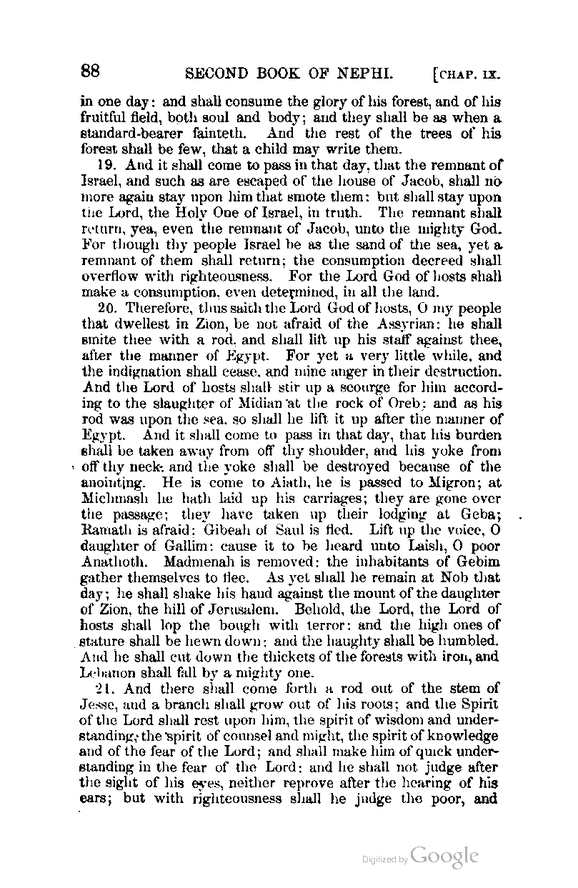 88 SECOND BOOK OF NEPHI. [CHAP. IX.
in one day: and shall consume the glory of his forest, and of his
fruitful field, both soul and body; and they shall be as when a
standard-bearer fainteth. And the rest of the trees of his
forest shall be few, that a child may write them.
19. And it shall come to pass in that day, that the remnant of
Israel, and such as are escaped of the house of Jacob, shall no
more again stay upon him that smote them: but shall stay upon
the Lord, the Holy One of Israel, in truth. The remnant shall
return, yea, even the remnant of Jacob, unto the mighty God.
For though thy people Israel be as the sand of the sea, yet a
remnant of them shall return; the consumption decreed shall
overflow with righteousness. For the Lord God of hosts shall
make a consumption, even determined, in all the land.
20. Therefore, thus saith the Lord God of hosts, O my people
that dwellest in Zion, be not afraid of the Assyrian: he shall
smite thee with a rod, and shall lift up his staff against thee,
after the manner of Egypt. For yet a very little while, and
the indignation shall cease, and mine anger in their destruction.
And the Lord of hosts shall stir up a scourge for him accord-
ing to the slaughter of Midian at the rock of Oreb: and as his
rod was upon the sea, so shall he lift it up after the manner of
Egypt. And it shall come to pass in that day, that his burden
shall be taken away from off thy shoulder, and his yoke from
off thy neck, and the yoke shall be destroyed because of the
anointing. He is come to Aiath, he is passed to Migron; at
Michmash he hath laid up his carriages; they are gone over
the passage; they have taken up their lodging at Geba;
Ramath is afraid: Gibeah of Saul is fled. Lift up the voice, O
daughter of Gallim: cause it to be heard unto Laish, O poor
Anathoth. Madmenah is removed: the inhabitants of Gebim
gather themselves to flee. As yet shall he remain at Nob that
day; he shall shake his hand against the mount of the daughter
of Zion, the hill of Jerusalem. Behold, the Lord, the Lord of
hosts shall lop the bough with terror: and the high ones of
stature shall be hewn down; and the haughty shall be humbled.
And he shall cut down the thickets of the forests with iron, and
Lebanon shall fall by a mighty one.
21. And there shall come forth a rod out of the stem of
Jesse, and a branch shall grow out of his roots; and the Spirit
of the Lord shall rest upon him, the spirit of wisdom and under-
standing, the spirit of counsel and might, the spirit of knowledge
and of the fear of the Lord; and shall make him of quick under-
standing in the fear of the Lord: and he shall not judge after
the sight of his eyes, neither reprove after the hearing of his
ears; but with righteousness shall he judge the poor, and
Digitized by Google